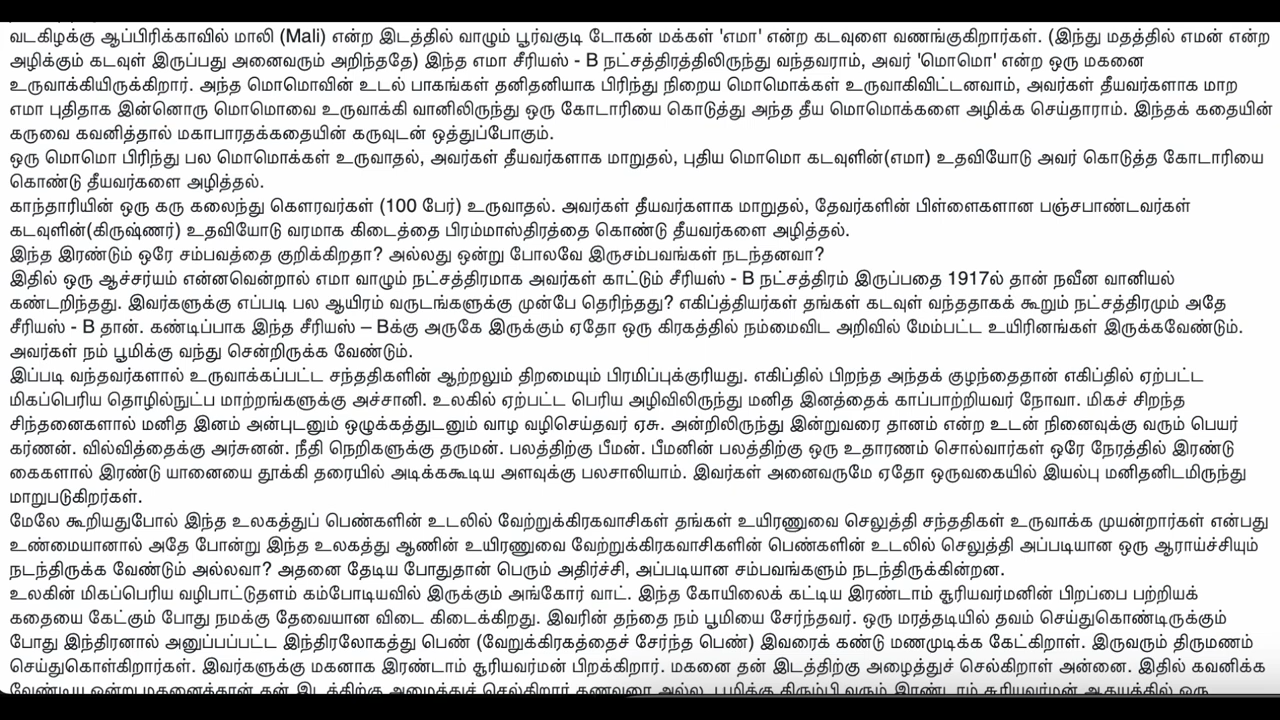 வடகிழக்கு ஆப்பிரிக்காவில் மாலி (Mali) என்ற இடத்தில் வாழும் பூர்வகுடி டோகன் மக்கள் 'எமா' என்ற கடவுளை வணங்குகிறார்கள். (இந்து மதத்தில் எமன் என்ற
அழிக்கும் கடவுள் இருப்பது அனைவரும் அறிந்ததே) இந்த எமா சீரியஸ் - B நட்சத்திரத்திலிருந்து வந்தவராம், அவர் 'மொமோ' என்ற ஒரு மகனை
உருவாக்கியிருக்கிறார். அந்த மொமோவின் உடல் பாகங்கள் தனிதனியாக பிரிந்து நிறைய மொமோக்கள் உருவாகிவிட்டனவாம், அவர்கள் தீயவர்களாக மாற
எமா புதிதாக இன்னொரு மொமோவை உருவாக்கி வானிலிருந்து ஒரு கோடாரியை கொடுத்து அந்த தீய மொமோக்களை அழிக்க செய்தாராம். இந்தக் கதையின்
கருவை கவனித்தால் மகாபாரதக்கதையின் கருவுடன் ஒத்துப்போகும்.
ஒரு மொமோ பிரிந்து பல மொமோக்கள் உருவாதல், அவர்கள் தீயவர்களாக மாறுதல், புதிய மொமோ கடவுளின்(எமா) உதவியோடு அவர் கொடுத்த கோடாரியை
கொண்டு தீயவர்களை அழித்தல்.
காந்தாரியின் ஒரு கரு கலைந்து கௌரவர்கள் (100 பேர்) உருவாதல். அவர்கள் தீயவர்களாக மாறுதல், தேவர்களின் பிள்ளைகளான பஞ்சபாண்டவர்கள்
கடவுளின்(கிருஷ்ணர்) உதவியோடு வரமாக கிடைத்தை பிரம்மாஸ்திரத்தை கொண்டு தீயவர்களை அழித்தல்.
இந்த இரண்டும் ஒரே சம்பவத்தை குறிக்கிறதா? அல்லது ஒன்று போலவே இருசம்பவங்கள் நடந்தனவா?
இதில் ஒரு ஆச்சர்யம் என்னவென்றால் எமா வாழும் நட்சத்திரமாக அவர்கள் காட்டும் சீரியஸ் - B நட்சத்திரம் இருப்பதை 1917ல் தான் நவீன வானியல்
கண்டறிந்தது. இவர்களுக்கு எப்படி பல ஆயிரம் வருடங்களுக்கு முன்பே தெரிந்தது? எகிப்த்தியர்கள் தங்கள் கடவுள் வந்ததாகக் கூறும் நட்சத்திரமும் அதே
சீரியஸ் - B தான். கண்டிப்பாக இந்த சீரியஸ் – Bக்கு அருகே இருக்கும் ஏதோ ஒரு கிரகத்தில் நம்மைவிட அறிவில் மேம்பட்ட உயிரினங்கள் இருக்கவேண்டும்.
அவர்கள் நம் பூமிக்கு வந்து சென்றிருக்க வேண்டும்.
இப்படி வந்தவர்களால் உருவாக்கப்பட்ட சந்ததிகளின் ஆற்றலும் திறமையும் பிரமிப்புக்குரியது. எகிப்தில் பிறந்த அந்தக் குழந்தைதான் எகிப்தில் ஏற்பட்ட
மிகப்பெரிய தொழில்நுட்ப மாற்றங்களுக்கு அச்சானி. உலகில் ஏற்பட்ட பெரிய அழிவிலிருந்து மனித இனத்தைக் காப்பாற்றியவர் நோவா. மிகச் சிறந்த
சிந்தனைகளால் மனித இனம் அன்புடனும் ஒழுக்கத்துடனும் வாழ வழிசெய்தவர் ஏசு. அன்றிலிருந்து இன்றுவரை தானம் என்ற உடன் நினைவுக்கு வரும் பெயர்
கர்ணன். வில்வித்தைக்கு அர்சுனன். நீதி நெறிகளுக்கு தருமன். பலத்திற்கு பீமன். பீமனின் பலத்திற்கு ஒரு உதாரணம் சொல்வார்கள் ஒரே நேரத்தில் இரண்டு
கைகளால் இரண்டு யானையை தூக்கி தரையில் அடிக்ககூடிய அளவுக்கு பலசாலியாம். இவர்கள் அனைவருமே ஏதோ ஒருவகையில் இயல்பு மனிதனிடமிருந்து
மாறுபடுகிறர்கள்.
மேலே கூறியதுபோல் இந்த உலகத்துப் பெண்களின் உடலில் வேற்றுக்கிரகவாசிகள் தங்கள் உயிரணுவை செலுத்தி சந்ததிகள் உருவாக்க முயன்றார்கள் என்பது
உண்மையானால் அதே போன்று இந்த உலகத்து ஆணின் உயிரணுவை வேற்றுக்கிரகவாசிகளின் பெண்களின் உடலில் செலுத்தி அப்படியான ஒரு ஆராய்ச்சியும்
நடந்திருக்க வேண்டும் அல்லவா? அதனை தேடிய போதுதான் பெரும் அதிர்ச்சி, அப்படியான சம்பவங்களும் நடந்திருக்கின்றன.
உலகின் மிகப்பெரிய வழிபாட்டுதளம் கம்போடியவில் இருக்கும் அங்கோர் வாட். இந்த கோயிலைக் கட்டிய இரண்டாம் சூரியவர்மனின் பிறப்பை பற்றியக்
கதையை கேட்கும் போது நமக்கு தேவையான விடை கிடைக்கிறது. இவரின் தந்தை நம் பூமியை சேர்ந்தவர். ஒரு மரத்தடியில் தவம் செய்துகொண்டிருக்கும்
போது இந்திரனால் அனுப்பப்பட்ட இந்திரலோகத்து பெண் (வேறுகிரகத்தைச் சேர்ந்த பெண்) இவரைக் கண்டு மணமுடிக்க கேட்கிறாள். இருவரும் திருமணம்
செய்துகொள்கிறார்கள். இவர்களுக்கு மகனாக இரண்டாம் சூரியவர்மன் பிறக்கிறார். மகனை தன் இடத்திற்கு அழைத்துச் செல்கிறாள் அன்னை. இதில் கவனிக்க
வேண்டிய ஒன்று மகனைத்தான் தன் இடத்திற்கு அழைத்துச் செல்கிறார் கணவரை அல்ல. பூமிக்கு திரும்பி வரும் இரண்டாம் சூரியவர்மன் ஆகயத்தில் ஒரு